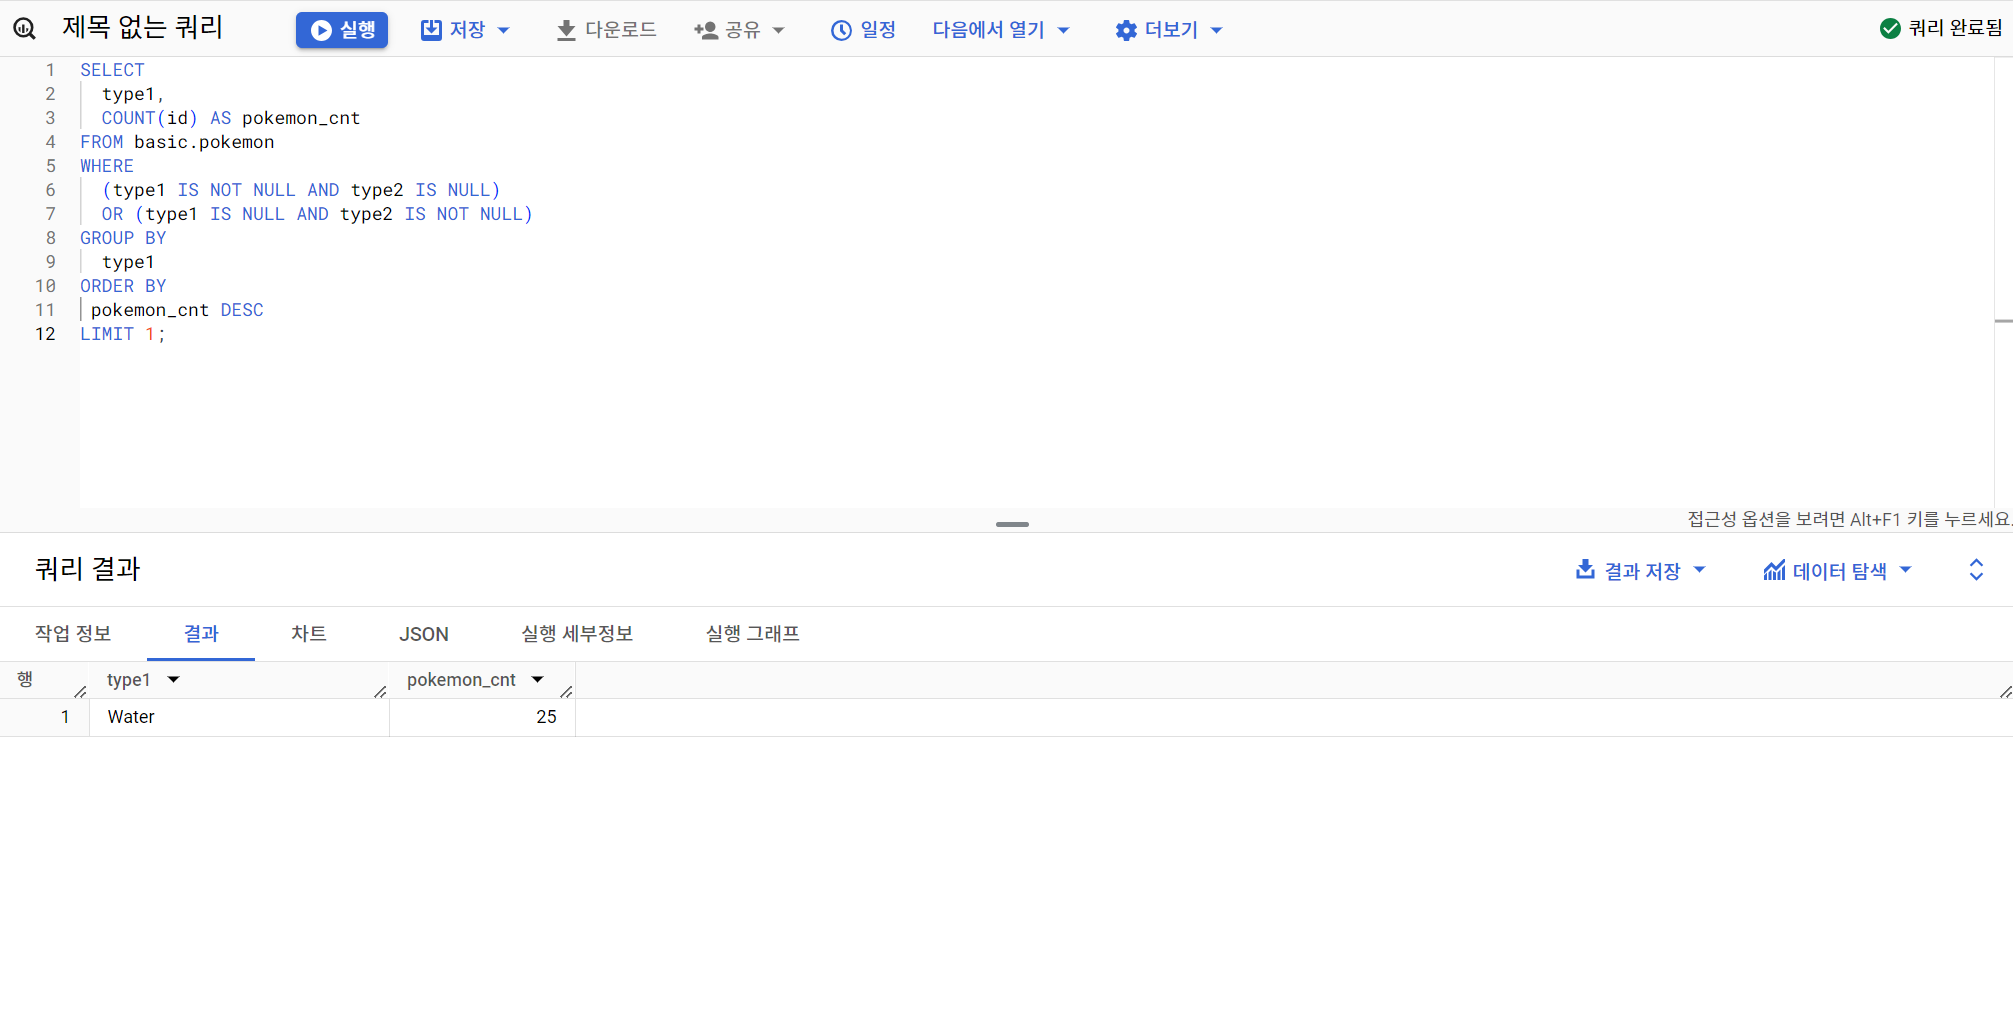 제목 없는 쿼리 실행 저장 다운로드 공유 일정 다음에서 열기 더보기 쿼리 완료됨
1 SELECT
2 type1,
3 COUNT(id) AS pokemon_cnt
4 FROM basic.pokemon
5 WHERE
6 (type1 IS NOT NULL AND type2 IS NULL)
7 OR (type1 IS NULL AND type2 IS NOT NULL)
8 GROUP BY
9 type1
10 ORDER BY
11 pokemon_cnt DESC
12 LIMIT 1;
접근성 옵션을 보려면 Alt+F1 키를 누르세요.
쿼리 결과 결과 저장 데이터 탐색
작업 정보 결과 차트 JSON 실행 세부정보 실행 그래프
행 type1 pokemon_cnt
1 Water 25